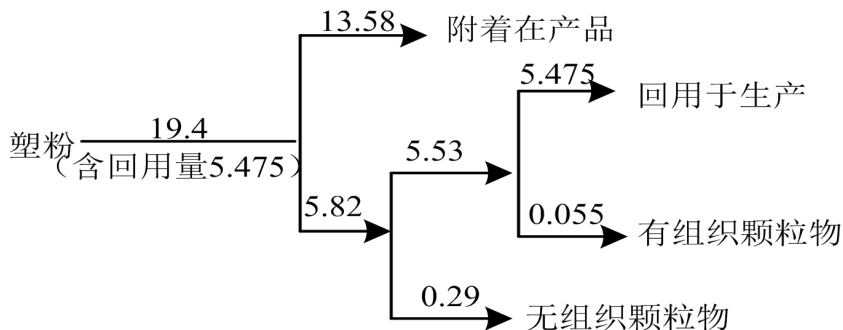 13.58
附着在产品
5.475
回用于生产
塑粉
19.4
（含回用量5.475）
5.53
5.82
0.055
有组织颗粒物
0.29
无组织颗粒物